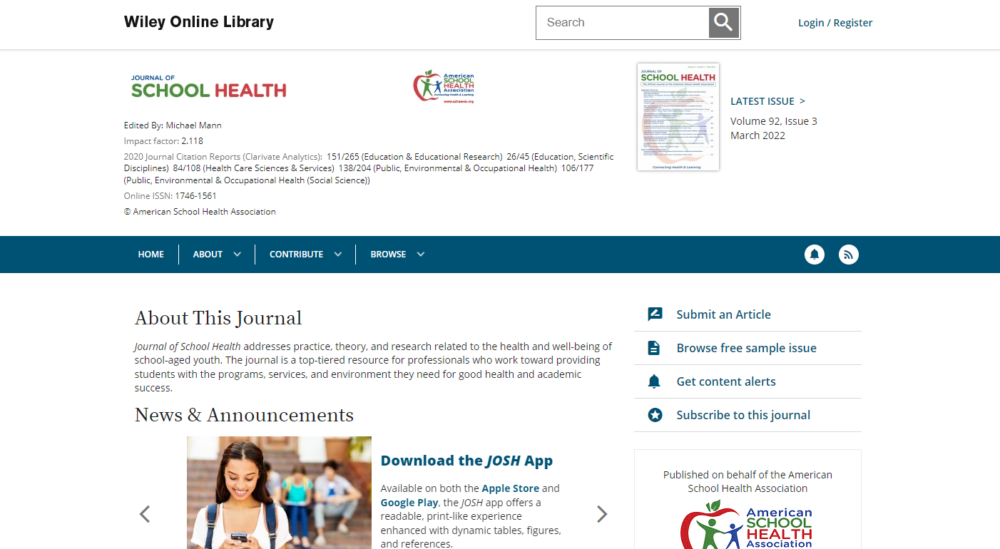 Wiley Online Library
Search
Login / Register
JOURNAL OF
SCHOOL HEALTH
American
SCHOOL
HEALTH
Association
Connecting Health & Learning
www.ashaweb.org
JOURNAL OF
SCHOOL HEALTH
The Official Journal of the American School Health Association
Connecting Health & Learning
LATEST ISSUE >
Volume 92, Issue 3
March 2022
Edited By: Michael Mann
Impact factor: 2.118
2020 Journal Citation Reports (Clarivate Analytics): 151/265 (Education & Educational Research) 26/45 (Education, Scientific
Disciplines) 84/108 (Health Care Sciences & Services) 138/204 (Public, Environmental & Occupational Health) 106/177
(Public, Environmental & Occupational Health (Social Science))
Online ISSN: 1746-1561
© American School Health Association
HOME
ABOUT
CONTRIBUTE
BROWSE
About This Journal
Journal of School Health addresses practice, theory, and research related to the health and well-being of
school-aged youth. The journal is a top-tiered resource for professionals who work toward providing
students with the programs, services, and environment they need for good health and academic
success.
News & Announcements
Download the JOSH App
Available on both the Apple Store and
Google Play, the JOSH app offers a
readable, print-like experience
enhanced with dynamic tables, figures,
and references.
Submit an Article
Browse free sample issue
Get content alerts
Subscribe to this journal
Published on behalf of the American
School Health Association
American
SCHOOL
HEALTH
Association